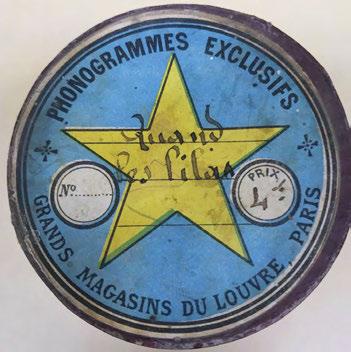 PHONOGRAMMES EXCLUSIFS
Quand
les lilas
No
PRIX
4
GRANDS MAGASINS DU LOUVRE, PARIS